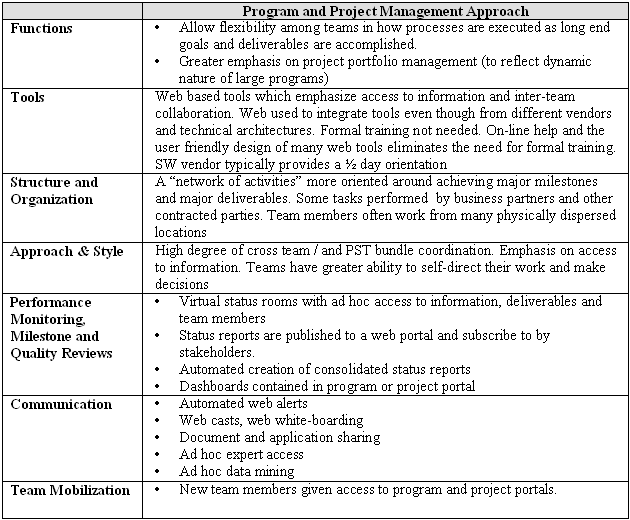 Program and Project Management Approach
Functions
• Allow flexibility among teams in how processes are executed as long end
goals and deliverables are accomplished.
• Greater emphasis on project portfolio management (to reflect dynamic
nature of large programs)
Tools
Web based tools which emphasize access to information and inter-team
collaboration. Web used to integrate tools even though from different vendors
and technical architectures. Formal training not needed. On-line help and the
user friendly design of many web tools eliminates the need for formal training.
SW vendor typically provides a ½ day orientation
Structure and
Organization
A “network of activities” more oriented around achieving major milestones
and major deliverables. Some tasks performed by business partners and other
contracted parties. Team members often work from many physically dispersed
locations
Approach & Style
High degree of cross team / and PST bundle coordination. Emphasis on access
to information. Teams have greater ability to self-direct their work and make
decisions
Performance
Monitoring,
Milestone and
Quality Reviews
• Virtual status rooms with ad hoc access to information, deliverables and
team members
• Status reports are published to a web portal and subscribe to by
stakeholders.
• Automated creation of consolidated status reports
• Dashboards contained in program or project portal
Communication
• Automated web alerts
• Web casts, web white-boarding
• Document and application sharing
• Ad hoc expert access
• Ad hoc data mining
Team Mobilization
• New team members given access to program and project portals.